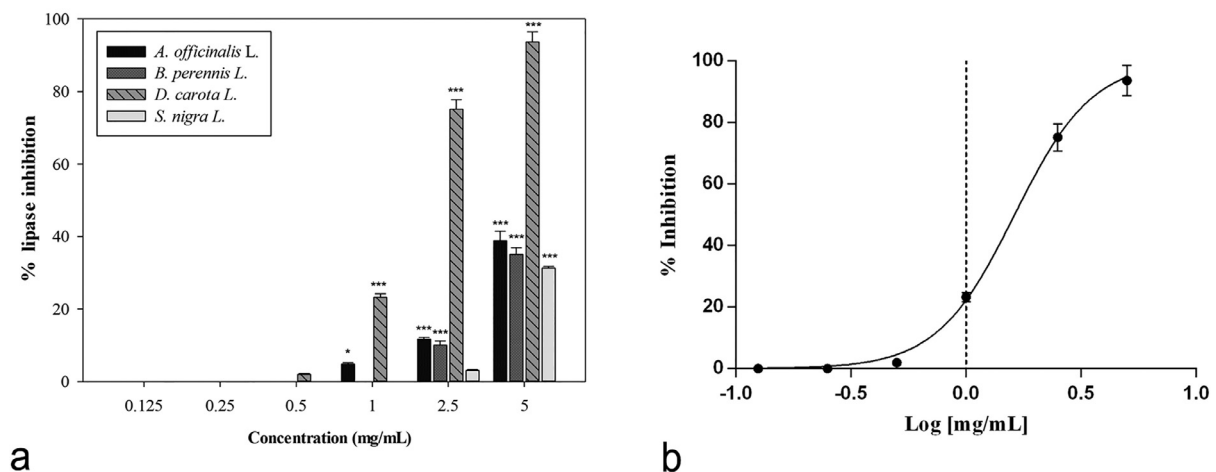 100
80
60
40
20
0
% lipase inhibition
A. officinalis L.
B. perennis L.
D. carota L.
S. nigra L.
*
***
*** ***
***
*** ***
***
***
0.125 0.25 0.5 1 2.5 5
Concentration (mg/mL)
a
100
80
60
40
20
0
% Inhibition
-1.0 -0.5 0.0 0.5 1.0
Log [mg/mL]
b